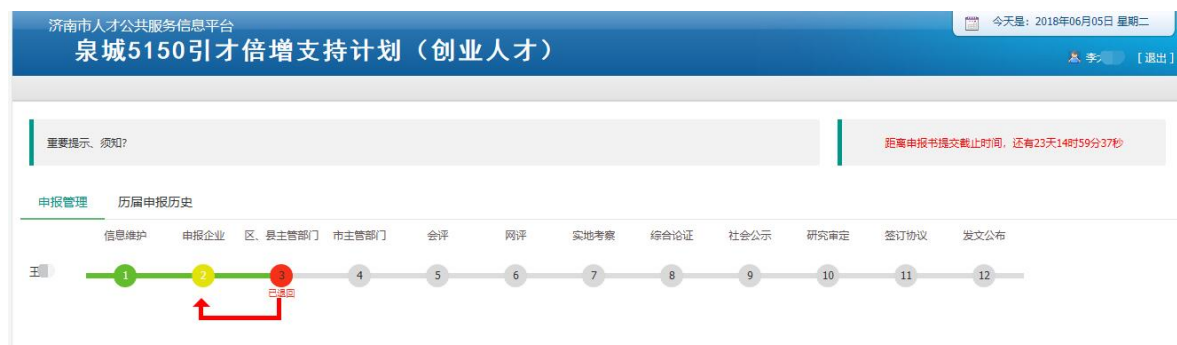 济南市人才公共服务信息平台
今天是：2018年06月05日 星期二
泉城5150引才倍增支持计划（创业人才）
李 [退出]
重要提示、须知?
距离申报书提交截止时间，还有23天14时59分37秒
申报管理 历届申报历史
信息维护 申报企业 区、县主管部门 市主管部门 会评 网评 实地考察 综合论证 社会公示 研究审定 签订协议 发文公布
王 1 2 3 4 5 6 7 8 9 10 11 12
已退回